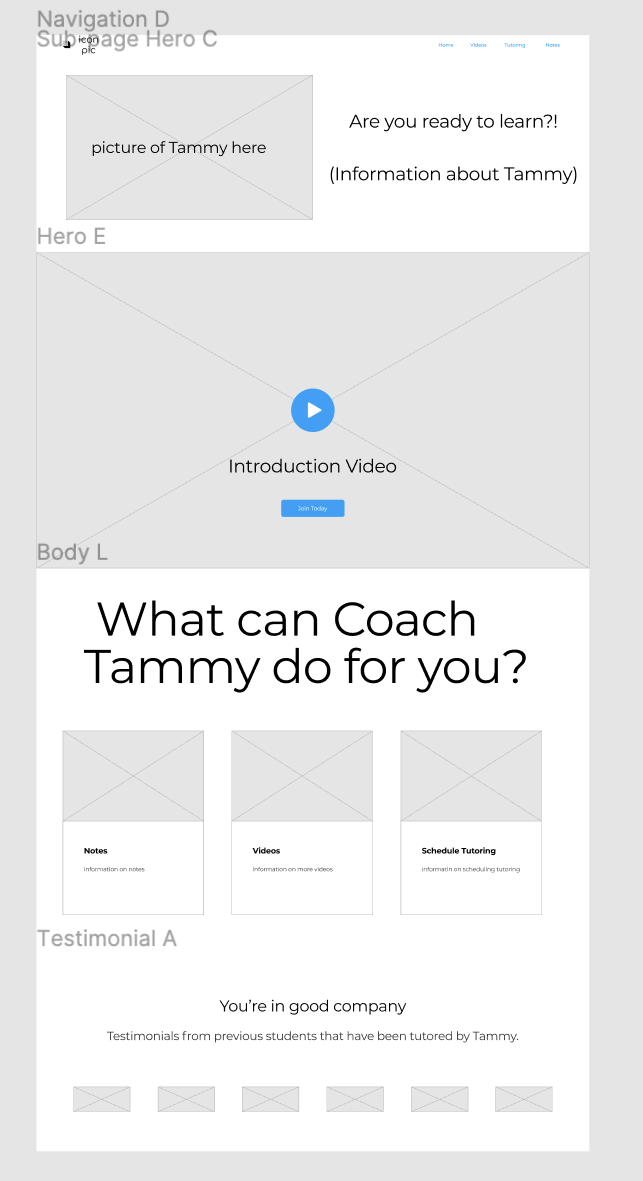 Navigation D
Sub-page Hero C
icon
pic
Home Videos Tutoring Notes
picture of Tammy here
Are you ready to learn?!
(Information about Tammy)
Hero E
Introduction Video
Join Today
Body L
What can Coach
Tammy do for you?
Notes
information on notes
Videos
information on more videos
Schedule Tutoring
informatin on scheduling tutoring
Testimonial A
You’re in good company
Testimonials from previous students that have been tutored by Tammy.